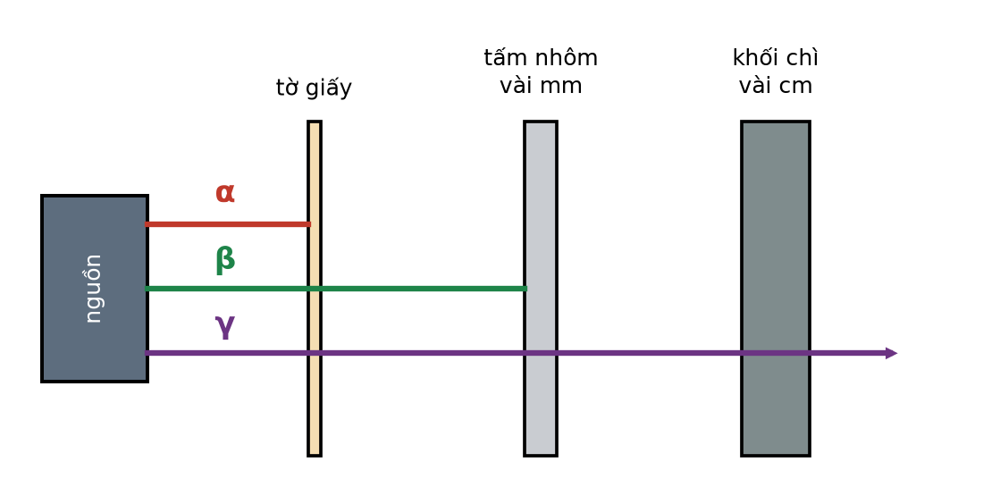 tờ giấy
tấm nhôm
vài mm
khối chì
vài cm
nguồn
α
β
γ